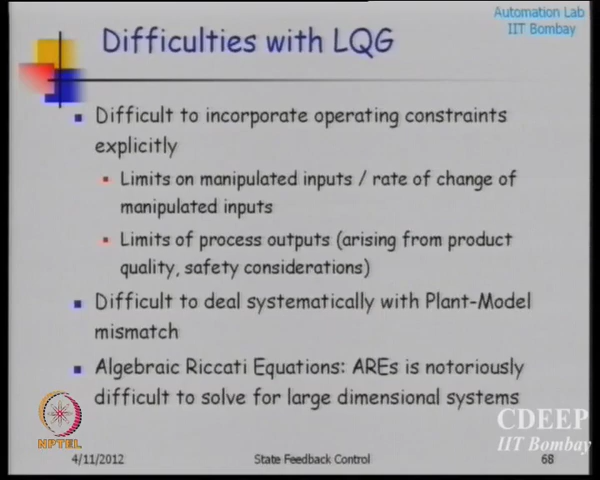 Automation Lab
IIT Bombay
Difficulties with LQG
Difficult to incorporate operating constraints
explicitly
Limits on manipulated inputs / rate of change of
manipulated inputs
Limits of process outputs (arising from product
quality, safety considerations)
Difficult to deal systematically with Plant-Model
mismatch
Algebraic Riccati Equations: AREs is notoriously
difficult to solve for large dimensional systems
NPTEL
CDEEP
IIT Bombay
4/11/2012
State Feedback Control
68